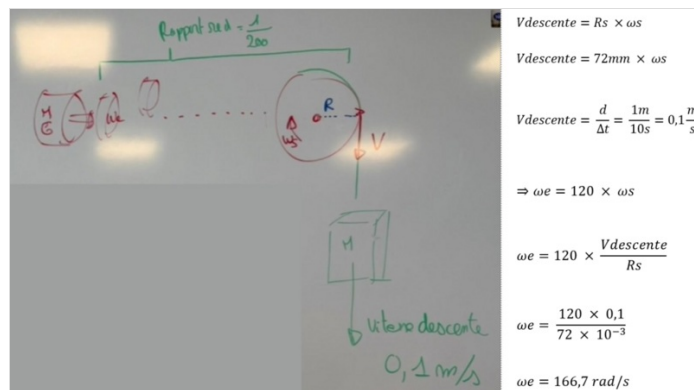 Rapport red = 1/200
M
G
ωe
R
ωs
V
M
vitesse descente
0,1 m/s
Vdescente = Rs × ωs
Vdescente = 72mm × ωs
Vdescente = d/Δt = 1m/10s = 0,1 m/s
⇒ ωe = 120 × ωs
ωe = 120 × Vdescente/Rs
ωe = 120 × 0,1 / 72 × 10⁻³
ωe = 166,7 rad/s